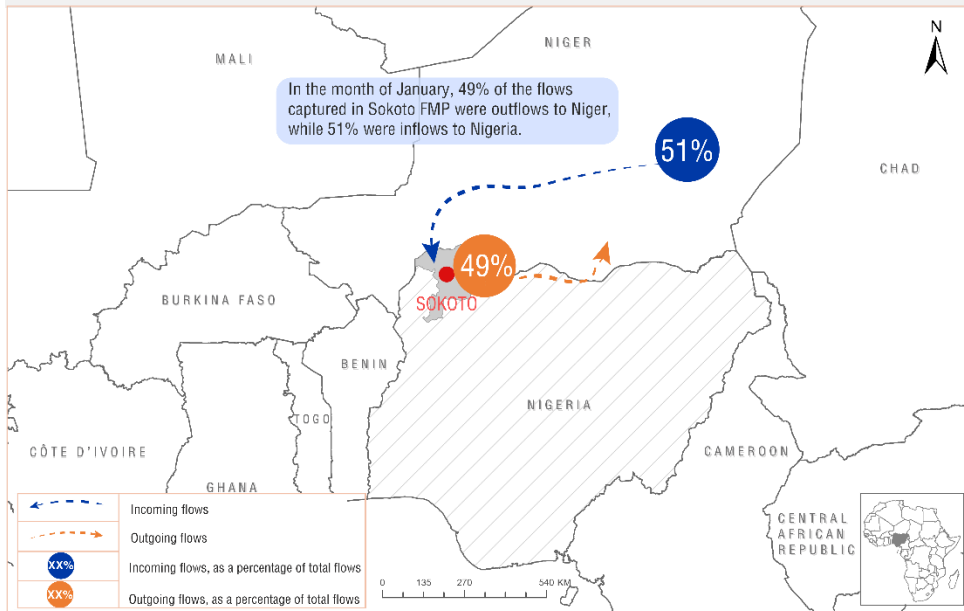 N
NIGER
MALI
In the month of January, 49% of the flows
captured in Sokoto FMP were outflows to Niger,
while 51% were inflows to Nigeria.
51%
CHAD
49%
SOKOTO
BURKINA FASO
BENIN
NIGERIA
TOGO
CÔTE D'IVOIRE
CAMEROON
GHANA
Incoming flows
Outgoing flows
XX%
Incoming flows, as a percentage of total flows
XX%
Outgoing flows, as a percentage of total flows
0 135 270 540 KM
CENTRAL
AFRICAN
REPUBLIC